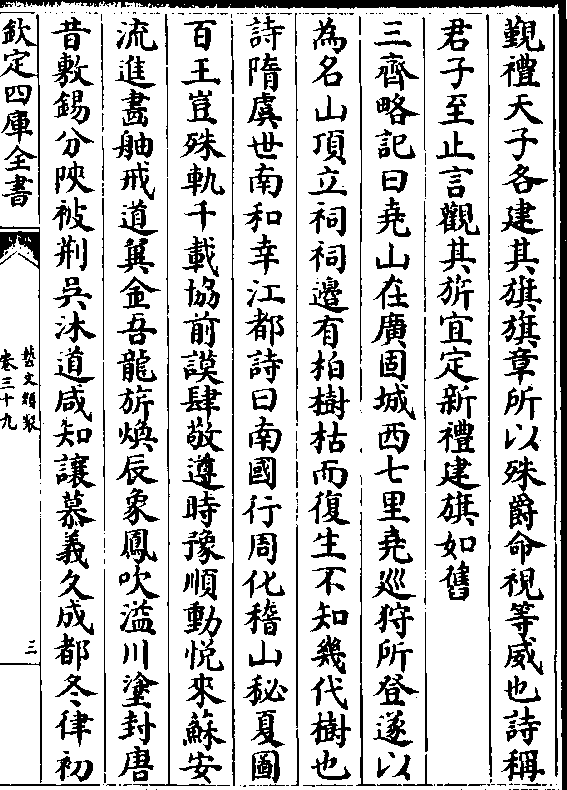 觐禮天子各建其旗旗章所以殊爵命視等威也詩稱
君子至止言觀其旂宜定新禮建旗如舊
三齊略記曰堯山在廣固城西七里堯巡狩所登遂以
為名山頂立祠祠邊有柏樹枯而復生不知幾代樹也
詩隋虞世南和幸江都詩曰南國行周化稽山秘夏圖
百王豈殊軌千載協前謨肆敬遵時豫順動悅來蘇安
流進畵舳戒道翼金吾龍旂煥辰象鳳吹溢川塗封唐
昔敷錫分陝被荆吳沐道咸知讓慕義久成都冬律初
欽定四庫全書
藝文類聚
卷三十九
三